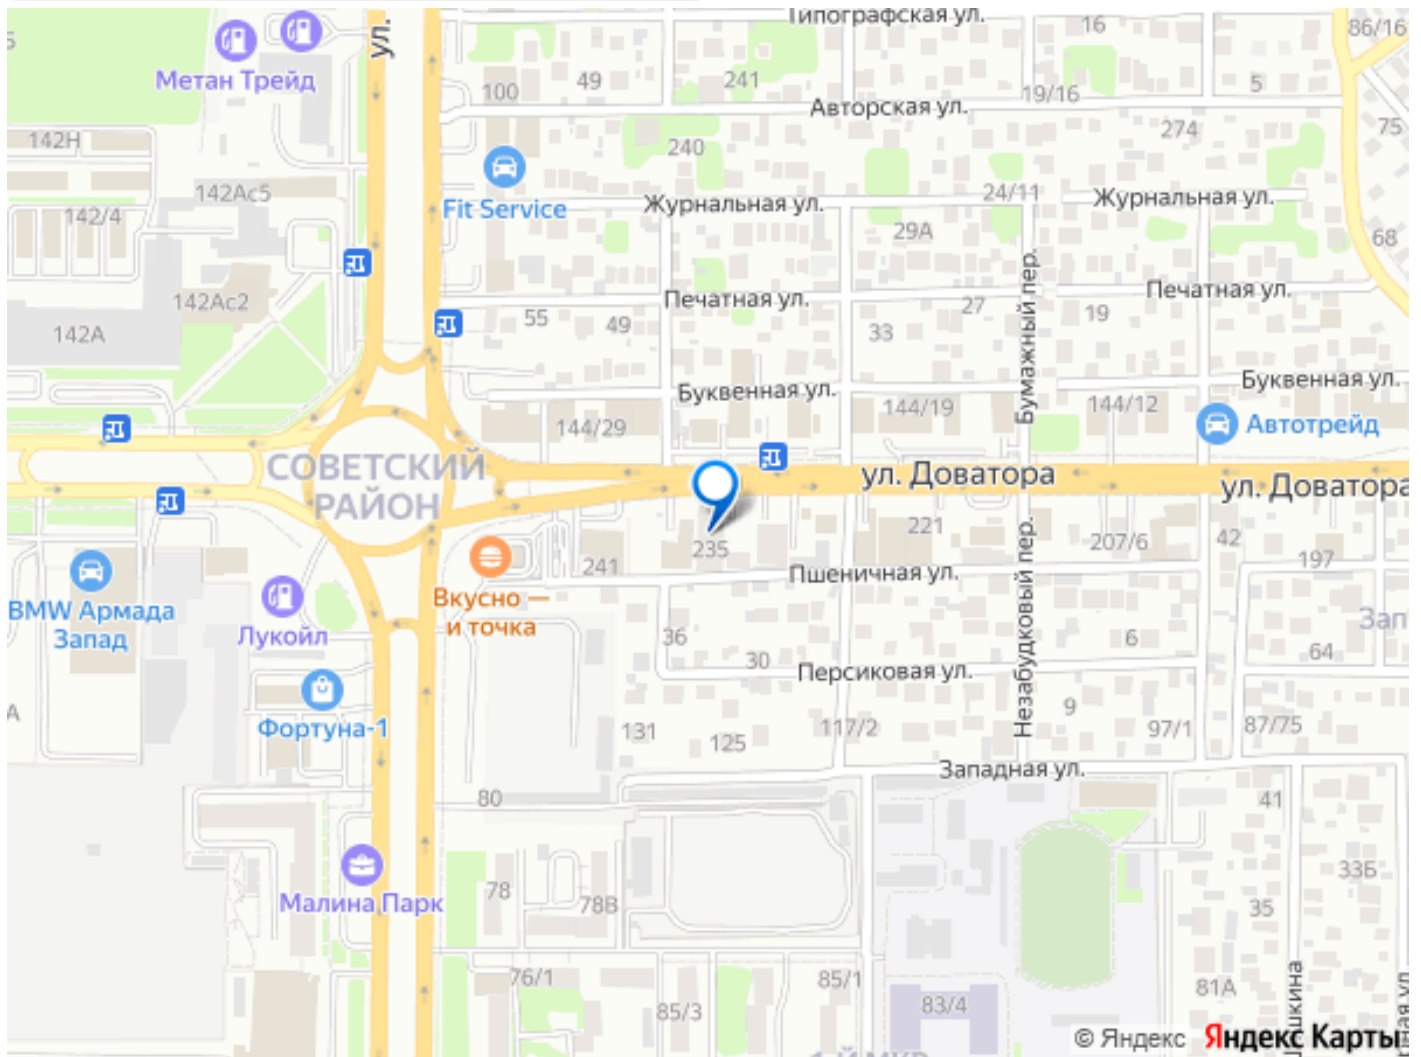 Типографская ул.
16
86/16
ул.
Метан Трейд
100
49
241
19/16
5
Авторская ул.
274
75
142Н
240
142Ас5
Fit Service
24/11
Журнальная ул.
Журнальная ул.
142/4
29А
68
Бумажный пер.
142Ас2
Печатная ул.
Печатная ул.
27
19
55
49
33
142А
Буквенная ул.
Буквенная ул.
144/29
144/19
144/12
Автотрейд
СОВЕТСКИЙ
РАЙОН
ул. Доватора
ул. Доватора
235
221
207/6
42
197
241
Пшеничная ул.
Незабудковый пер.
Вкусно —
и точка
BMW Армада
Запад
Лукойл
Зап
36
30
6
64
Персиковая ул.
А
Фортуна-1
131
125
117/2
9
97/1
87/75
Западная ул.
80
41
Малина Парк
78
78В
33Б
35
76/1
85/3
85/1
83/4
81А
© Яндекс
Яндекс Карты